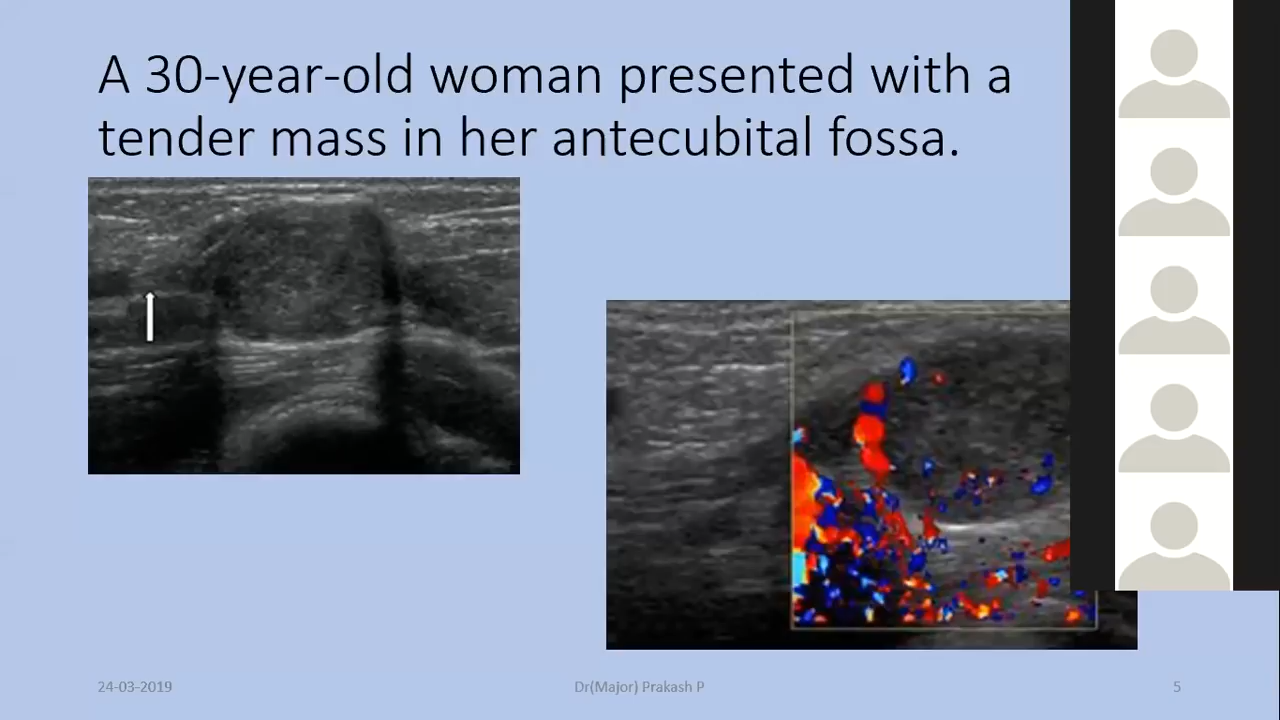 A 30-year-old woman presented with a
tender mass in her antecubital fossa.
24-03-2019
Dr(Major) Prakash P
5